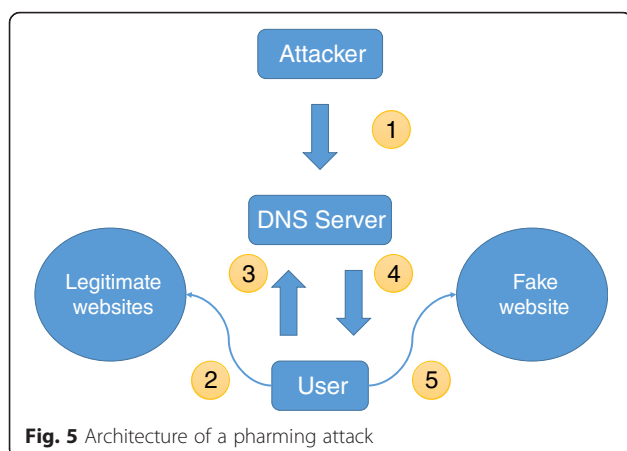 Attacker
1
DNS Server
Legitimate
websites
3
4
Fake
website
2
User
5
Fig. 5 Architecture of a pharming attack